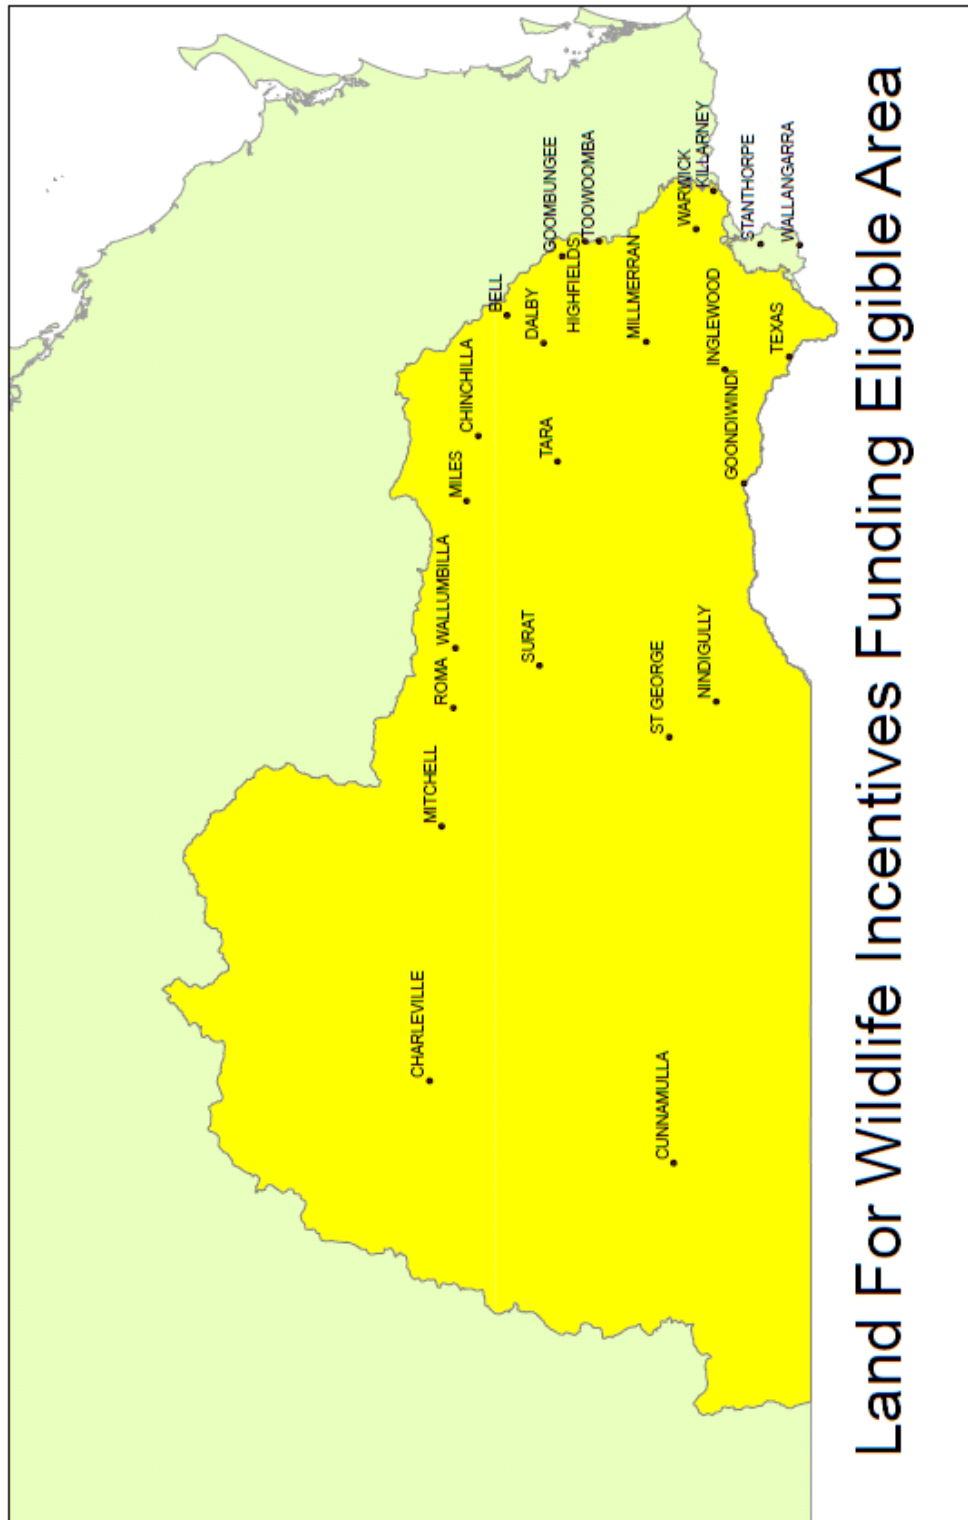 CHARLEVILLE
MITCHELL
ROMA
WALLUMBILLA
MILES
CHINCHILLA
BELL
SURAT
TARA
DALBY
GOOMBUNGEE
HIGHFIELDS
TOOWOOMBA
MILLMERRAN
CUNNAMULLA
ST GEORGE
NINDIGULLY
WARWICK
KILLARNEY
INGLEWOOD
GOONDIWINDI
STANTHORPE
TEXAS
WALLANGARRA
Land For Wildlife Incentives Funding Eligible Area